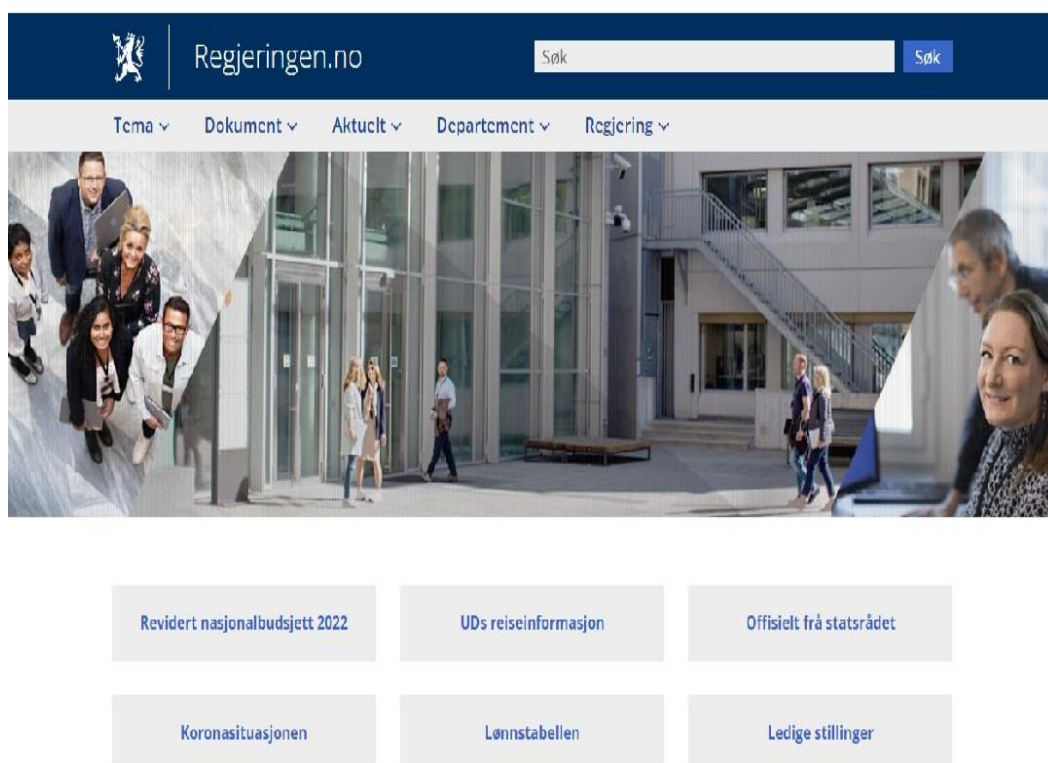 Regjeringen.no
Søk
Søk
Tema
Dokument
Aktuelt
Departement
Regjering
Revidert nasjonalbudsjett 2022
UDs reiseinformasjon
Offisielt frå statsrådet
Koronasituasjonen
Lønnstabellen
Ledige stillinger